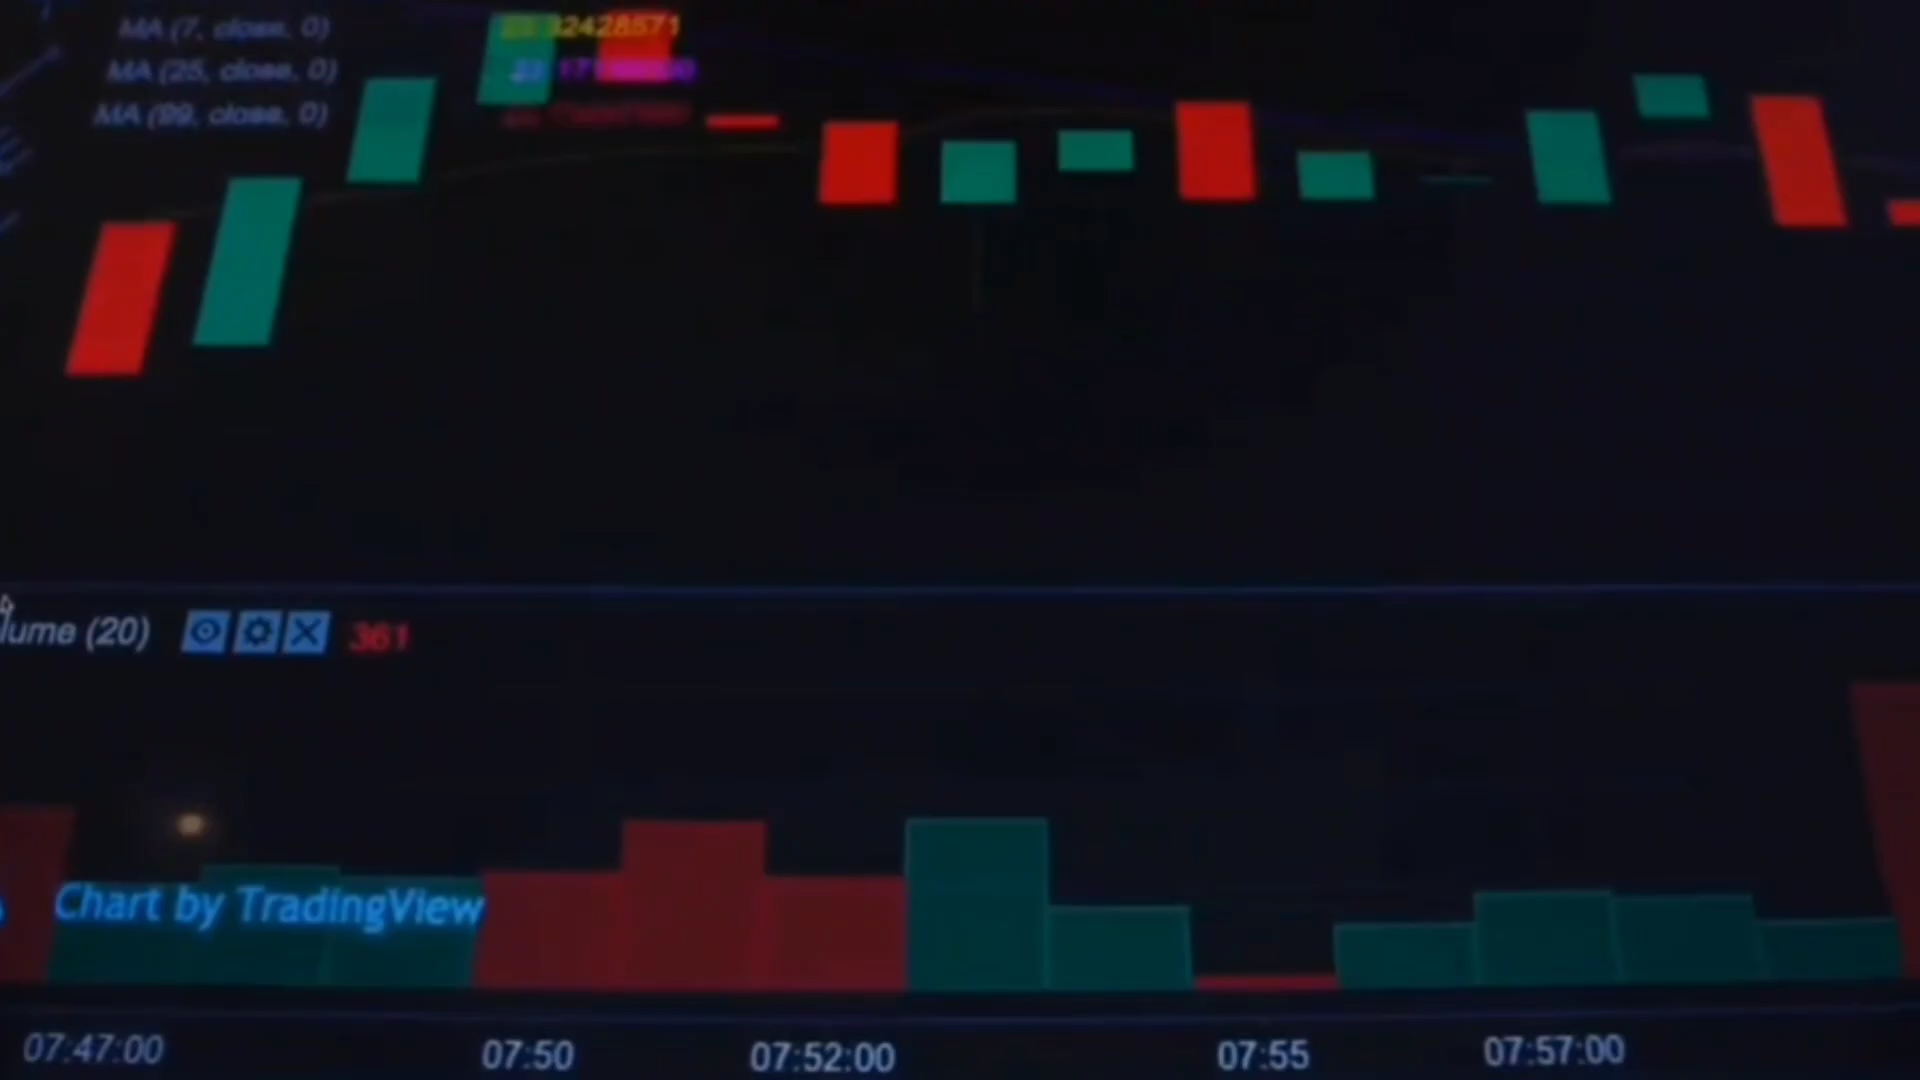 MA (7, close, 0)
MA (25, close, 0)
MA (99, close, 0)
lume (20) 361
Chart by TradingView
07:47:00 07:50 07:52:00 07:55 07:57:00